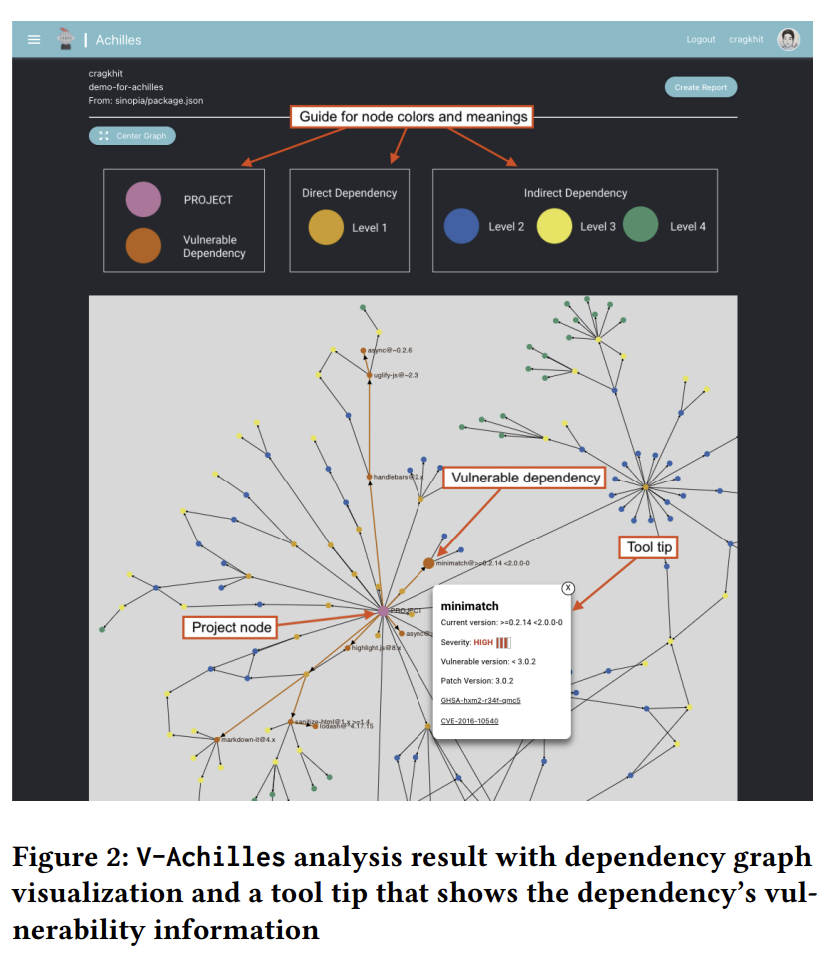 Achilles
Logout cragkhit
cragkhit
demo-for-achilles
From: sinopia/package.json
Create Report
Guide for node colors and meanings
Center Graph
PROJECT
Vulnerable
Dependency
Direct Dependency
Level 1
Indirect Dependency
Level 2 Level 3 Level 4
async@~0.2.6
uglify-js@~2.3
handlebars@1.x
Vulnerable dependency
minimatch@>=0.2.14 <2.0.0-0
Tool tip
X
PROJECT
Project node
async@
highlight.js@8.x
sanitize-html@1.x >=1.4
lodash@^4.17.15
markdown-it@4.x
minimatch
Current version: >=0.2.14 <2.0.0-0
Severity: HIGH
Vulnerable version: < 3.0.2
Patch Version: 3.0.2
GHSA-hxm2-r34f-qmc5
CVE-2016-10540
Figure 2: V-Achilles analysis result with dependency graph
visualization and a tool tip that shows the dependency's vul-
nerability information